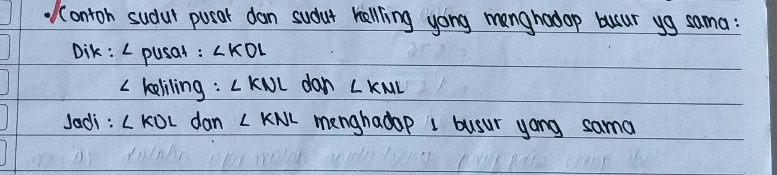 • Contoh sudut pusat dan sudut keliling yang menghadap busur yg sama:
Dik : ∠ pusat : ∠KOL
∠ keliling : ∠ KNL dan ∠ KML
Jadi : ∠ KOL dan ∠ KNL menghadap 1 busur yang sama